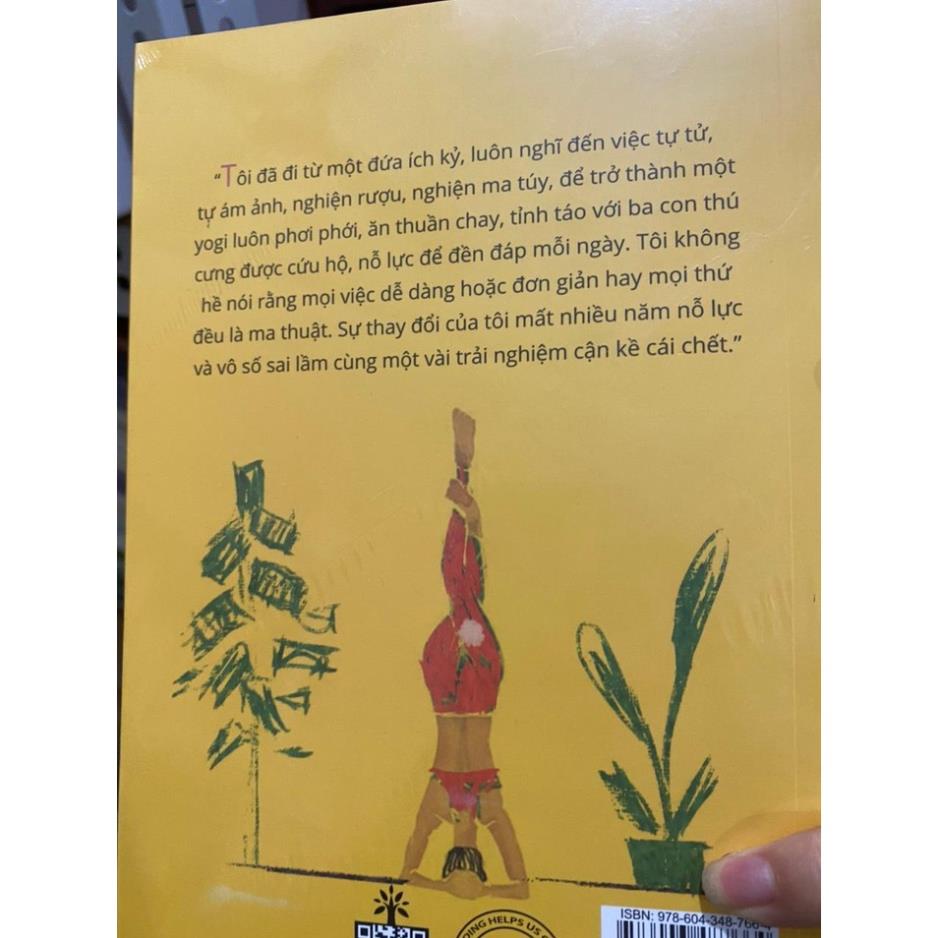 “Tôi đã đi từ một đứa ích kỷ, luôn nghĩ đến việc tự tử,
tự ám ảnh, nghiện rượu, nghiện ma túy, để trở thành một
yogi luôn phơi phới, ăn thuần chay, tỉnh táo với ba con thú
cưng được cứu hộ, nỗ lực để đền đáp mỗi ngày. Tôi không
hề nói rằng mọi việc dễ dàng hoặc đơn giản hay mọi thứ
đều là ma thuật. Sự thay đổi của tôi mất nhiều năm nỗ lực
và vô số sai lầm cùng một vài trải nghiệm cận kề cái chết.”
HELPS US
ISBN: 978-604-348-766-4